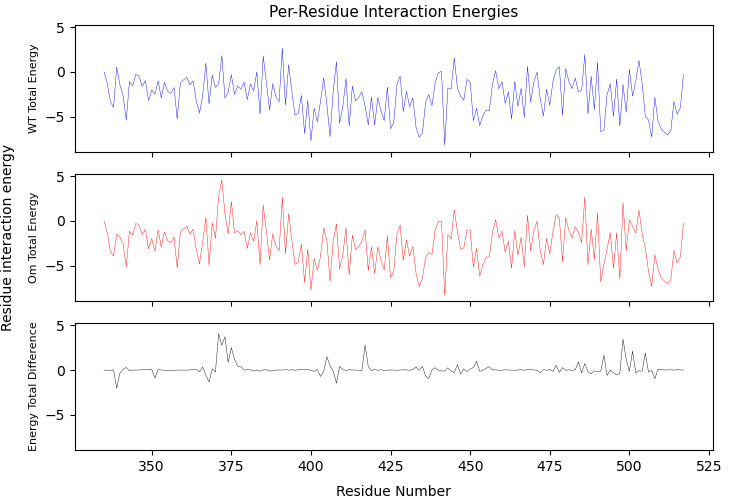 Per-Residue Interaction Energies
Residue interaction energy
WT Total Energy
5
0
−5
Om Total Energy
5
0
−5
Energy Total Difference
5
0
−5
350 375 400 425 450 475 500 525
Residue Number